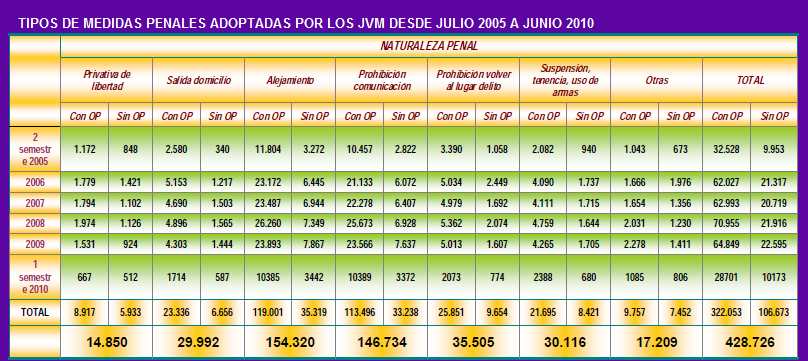 TIPOS DE MEDIDAS PENALES ADOPTADAS POR LOS JVM DESDE JULIO 2005 A JUNIO 2010
NATURALEZA PENAL
Privativa de libertad Salida domicilio Alejamiento Prohibición comunicación Prohibición volver al lugar delito Suspensión, tenencia, uso de armas Otras TOTAL
Con OP Sin OP Con OP Sin OP Con OP Sin OP Con OP Sin OP Con OP Sin OP Con OP Sin OP Con OP Sin OP Con OP Sin OP
2 semestr e 2005 1.172 848 2.580 340 11.804 3.272 10.457 2.822 3.390 1.058 2.082 940 1.043 673 32.528 9.953
2006 1.779 1.421 5.153 1.217 23.172 6.445 21.133 6.072 5.034 2.449 4.090 1.737 1.666 1.976 62.027 21.317
2007 1.794 1.102 4.690 1.503 23.487 6.944 22.278 6.407 4.979 1.692 4.111 1.715 1.654 1.356 62.993 20.719
2008 1.974 1.126 4.896 1.565 26.260 7.349 25.673 6.928 5.362 2.074 4.759 1.644 2.031 1.230 70.955 21.916
2009 1.531 924 4.303 1.444 23.893 7.867 23.566 7.637 5.013 1.607 4.265 1.705 2.278 1.411 64.849 22.595
1 semestr e 2010 667 512 1714 587 10385 3442 10389 3372 2073 774 2388 680 1085 806 28701 10173
TOTAL 8.917 5.933 23.336 6.656 119.001 35.319 113.496 33.238 25.851 9.654 21.695 8.421 9.757 7.452 322.053 106.673
14.850 29.992 154.320 146.734 35.505 30.116 17.209 428.726